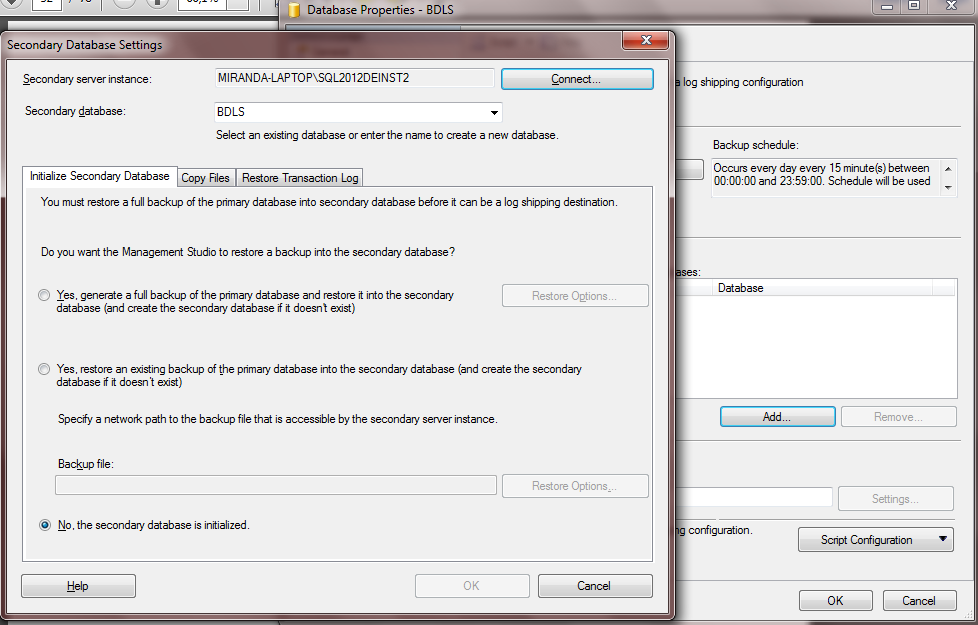 Database Properties - BDLS
Secondary Database Settings
Secondary server instance:
MIRANDA-LAPTOP\SQL2012DEINST2
Connect...
Secondary database:
BDLS
Select an existing database or enter the name to create a new database.
Initialize Secondary Database
Copy Files
Restore Transaction Log
You must restore a full backup of the primary database into secondary database before it can be a log shipping destination.
Do you want the Management Studio to restore a backup into the secondary database?
Yes, generate a full backup of the primary database and restore it into the secondary
database (and create the secondary database if it doesn't exist)
Restore Options...
Yes, restore an existing backup of the primary database into the secondary database (and create the secondary
database if it doesn't exist)
Specify a network path to the backup file that is accessible by the secondary server instance.
Backup file:
Restore Options...
No, the secondary database is initialized.
Help
OK
Cancel
a log shipping configuration
Backup schedule:
Occurs every day every 15 minute(s) between
00:00:00 and 23:59:00. Schedule will be used
ases:
Database
Add...
Remove...
Settings...
ng configuration.
Script Configuration
OK
Cancel